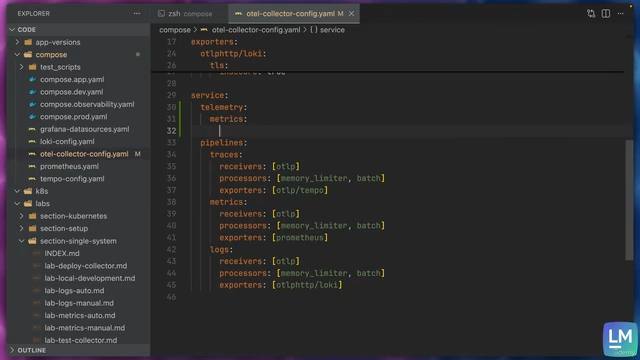 EXPLORER
···
zsh compose
otel-collector-config.yaml M
CODE
compose > otel-collector-config.yaml > service
app-versions
17 exporters:
compose
24 otlphttp/loki:
test_scripts
25 tls:
compose.app.yaml
compose.dev.yaml
28
compose.observability.yaml
29 service:
compose.prod.yaml
30 telemetry:
grafana-datasources.yaml
31 metrics:
loki-config.yaml
32
otel-collector-config.yaml M
33 pipelines:
prometheus.yaml
34 traces:
tempo-config.yaml
35 receivers: [otlp]
k8s
36 processors: [memory_limiter, batch]
labs
37 exporters: [otlp/tempo]
section-kubernetes
38 metrics:
section-setup
39 receivers: [otlp]
section-single-system
40 processors: [memory_limiter, batch]
INDEX.md
41 exporters: [prometheus]
lab-deploy-collector.md
42 logs:
lab-local-development.md
43 receivers: [otlp]
lab-logs-auto.md
44 processors: [memory_limiter, batch]
lab-logs-manual.md
45 exporters: [otlphttp/loki]
lab-metrics-auto.md
46
lab-metrics-manual.md
lab-test-collector.md
OUTLINE
LM